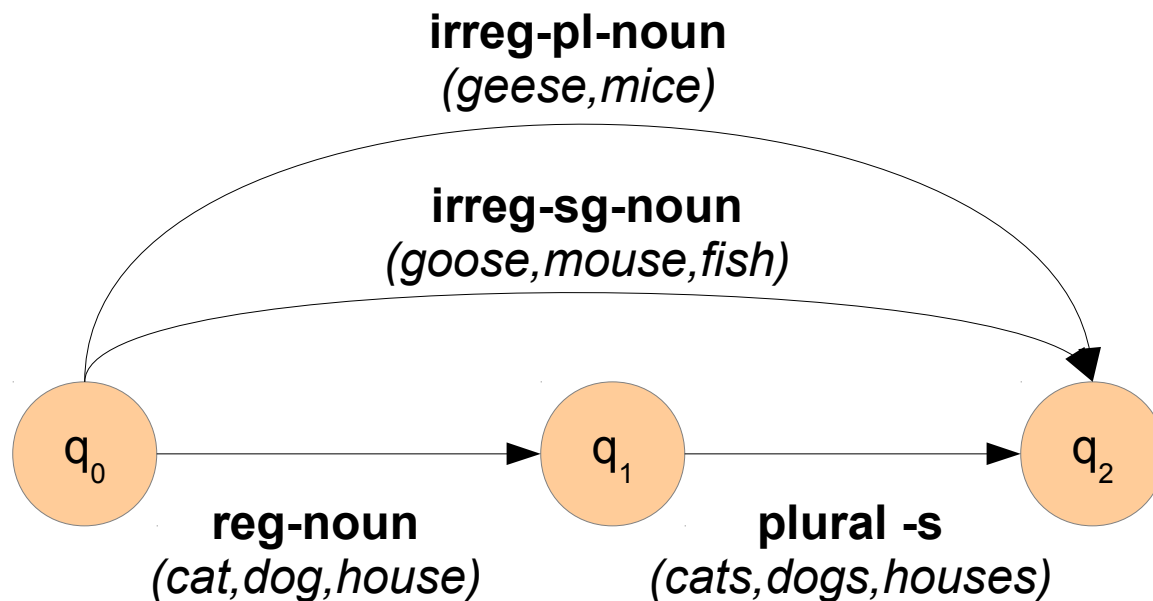 irreg-pl-noun
(geese,mice)
irreg-sg-noun
(goose,mouse,fish)
q0
q1
q2
reg-noun
(cat,dog,house)
plural -s
(cats,dogs,houses)